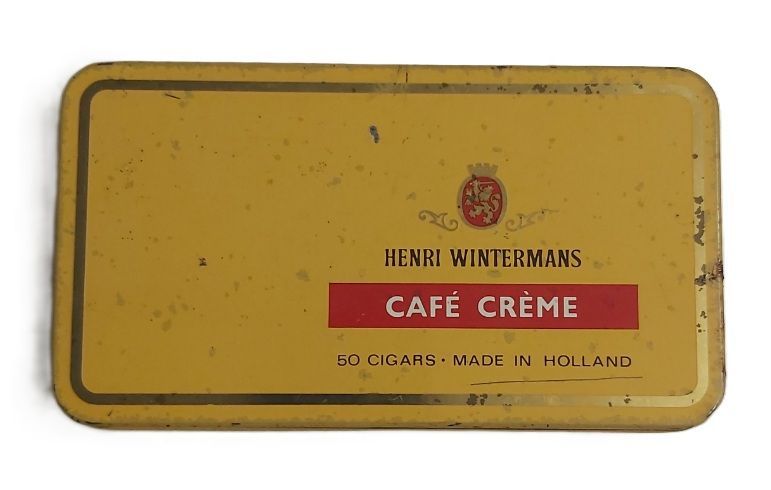 HENRI WINTERMANS
CAFÉ CRÈME
50 CIGARS · MADE IN HOLLAND